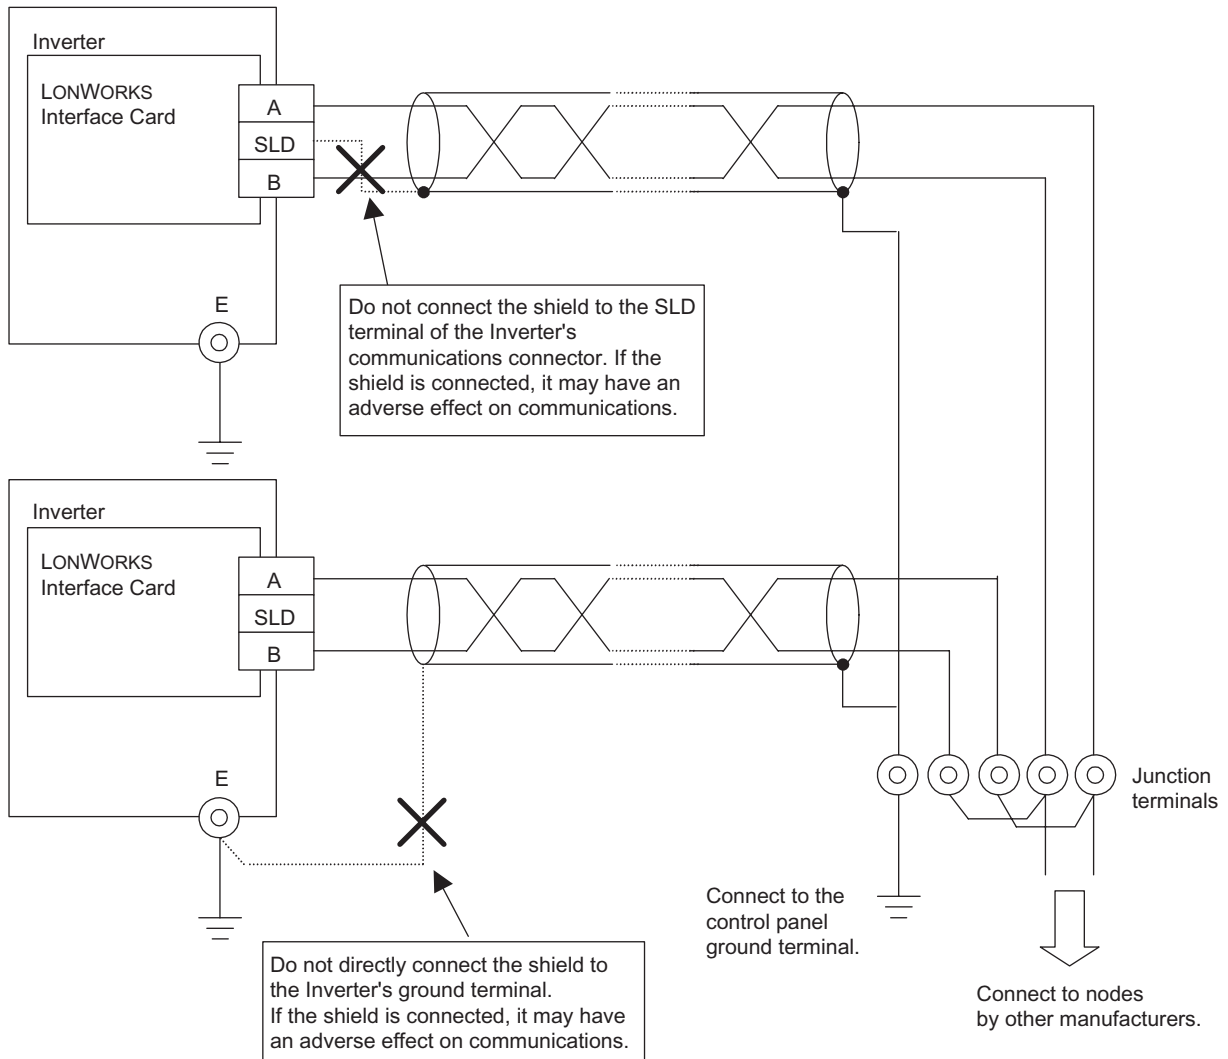 Inverter
LONWORKS
Interface Card
A
SLD
B
E
Do not connect the shield to the SLD
terminal of the Inverter's
communications connector. If the
shield is connected, it may have an
adverse effect on communications.
Inverter
LONWORKS
Interface Card
A
SLD
B
E
Junction
terminals
Connect to the
control panel
ground terminal.
Do not directly connect the shield to
the Inverter's ground terminal.
If the shield is connected, it may have
an adverse effect on communications.
Connect to nodes
by other manufacturers.